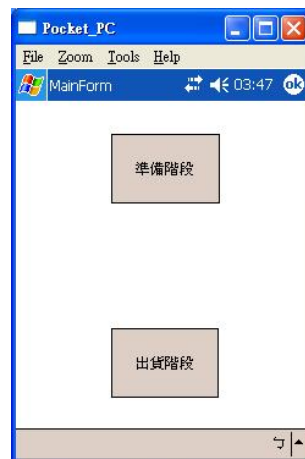 Pocket_PC
File Zoom Tools Help
MainForm 03:47 ok
準備階段
出貨階段
ㄅ